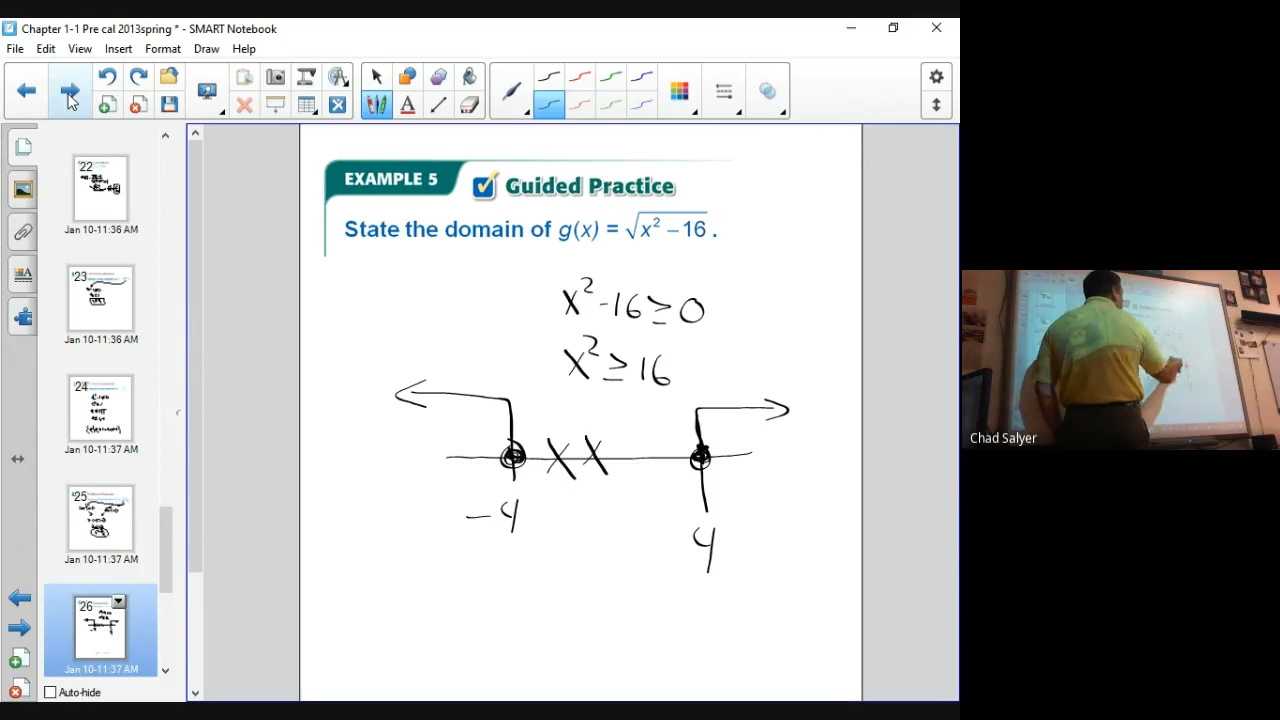 Chapter 1-1 Pre cal 2013spring * - SMART Notebook
File Edit View Insert Format Draw Help
22
Jan 10-11:36 AM
23
Jan 10-11:36 AM
24
Jan 10-11:37 AM
25
Jan 10-11:37 AM
26
Jan 10-11:37 AM
Auto-hide
EXAMPLE 5 Guided Practice
State the domain of g(x) = √x² – 16 .
x² - 16 ≥ 0
x² ≥ 16
X X
-4 4
Chad Salyer